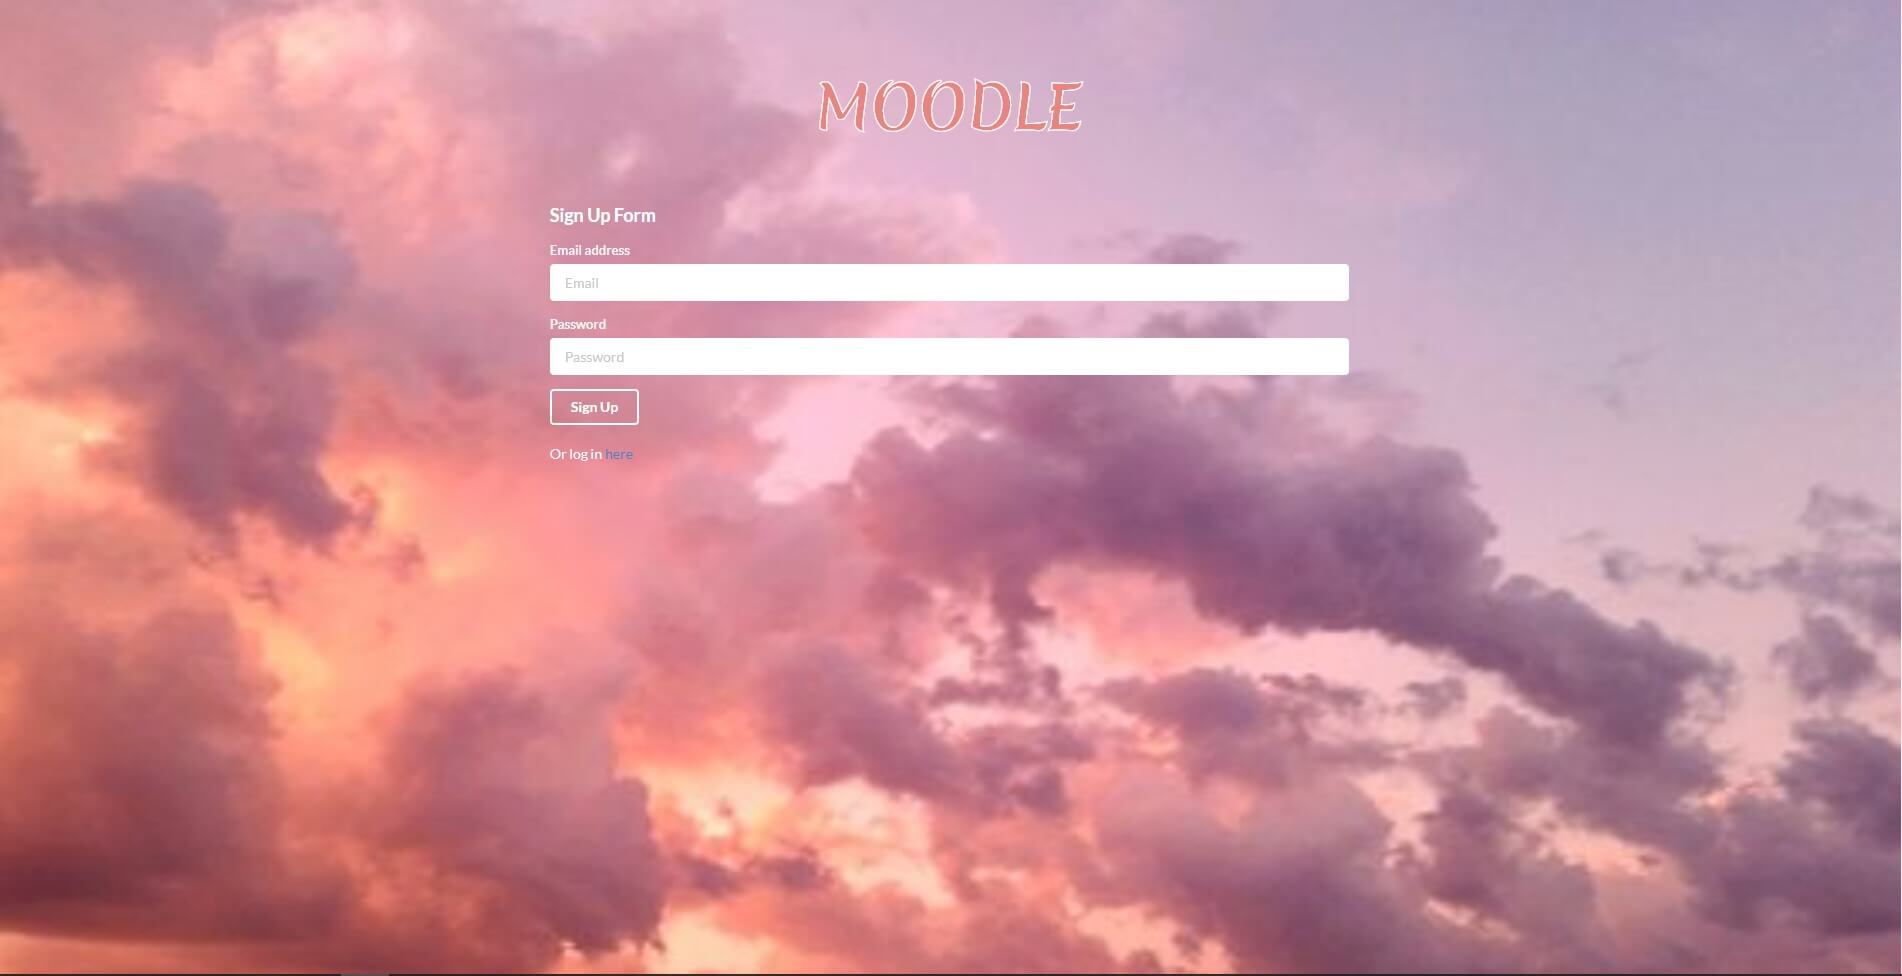 MOODLE
Sign Up Form
Email address
Email
Password
Password
Sign Up
Or log in here